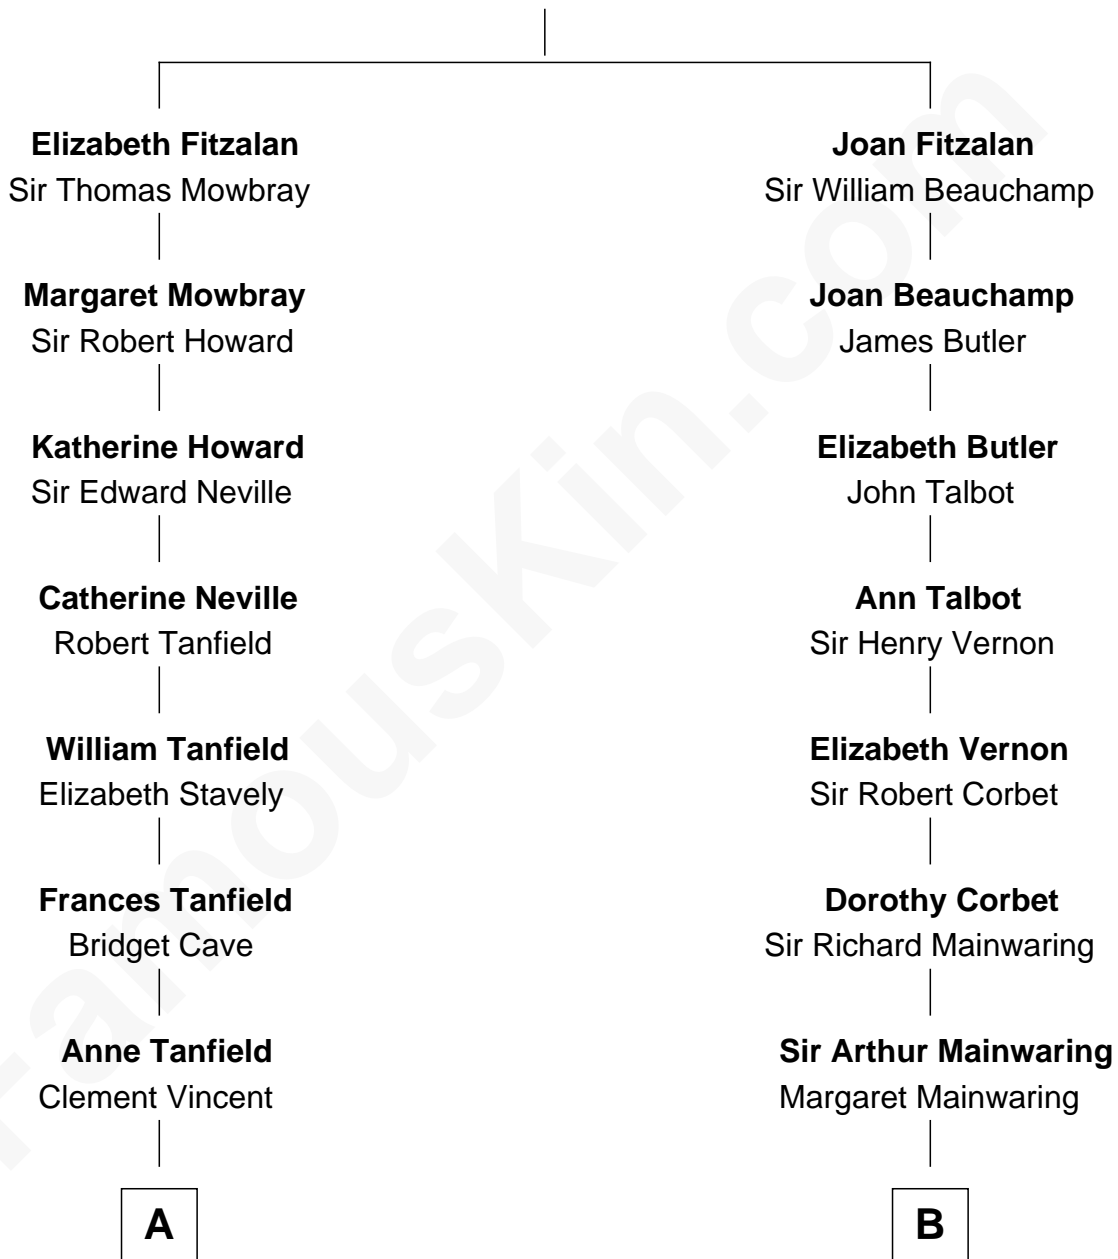 Elizabeth Fitzalan
Sir Thomas Mowbray
Margaret Mowbray
Sir Robert Howard
Katherine Howard
Sir Edward Neville
Catherine Neville
Robert Tanfield
William Tanfield
Elizabeth Stavely
Frances Tanfield
Bridget Cave
Anne Tanfield
Clement Vincent
A
Joan Fitzalan
Sir William Beauchamp
Joan Beauchamp
James Butler
Elizabeth Butler
John Talbot
Ann Talbot
Sir Henry Vernon
Elizabeth Vernon
Sir Robert Corbet
Dorothy Corbet
Sir Richard Mainwaring
Sir Arthur Mainwaring
Margaret Mainwaring
B
FamousKin.com